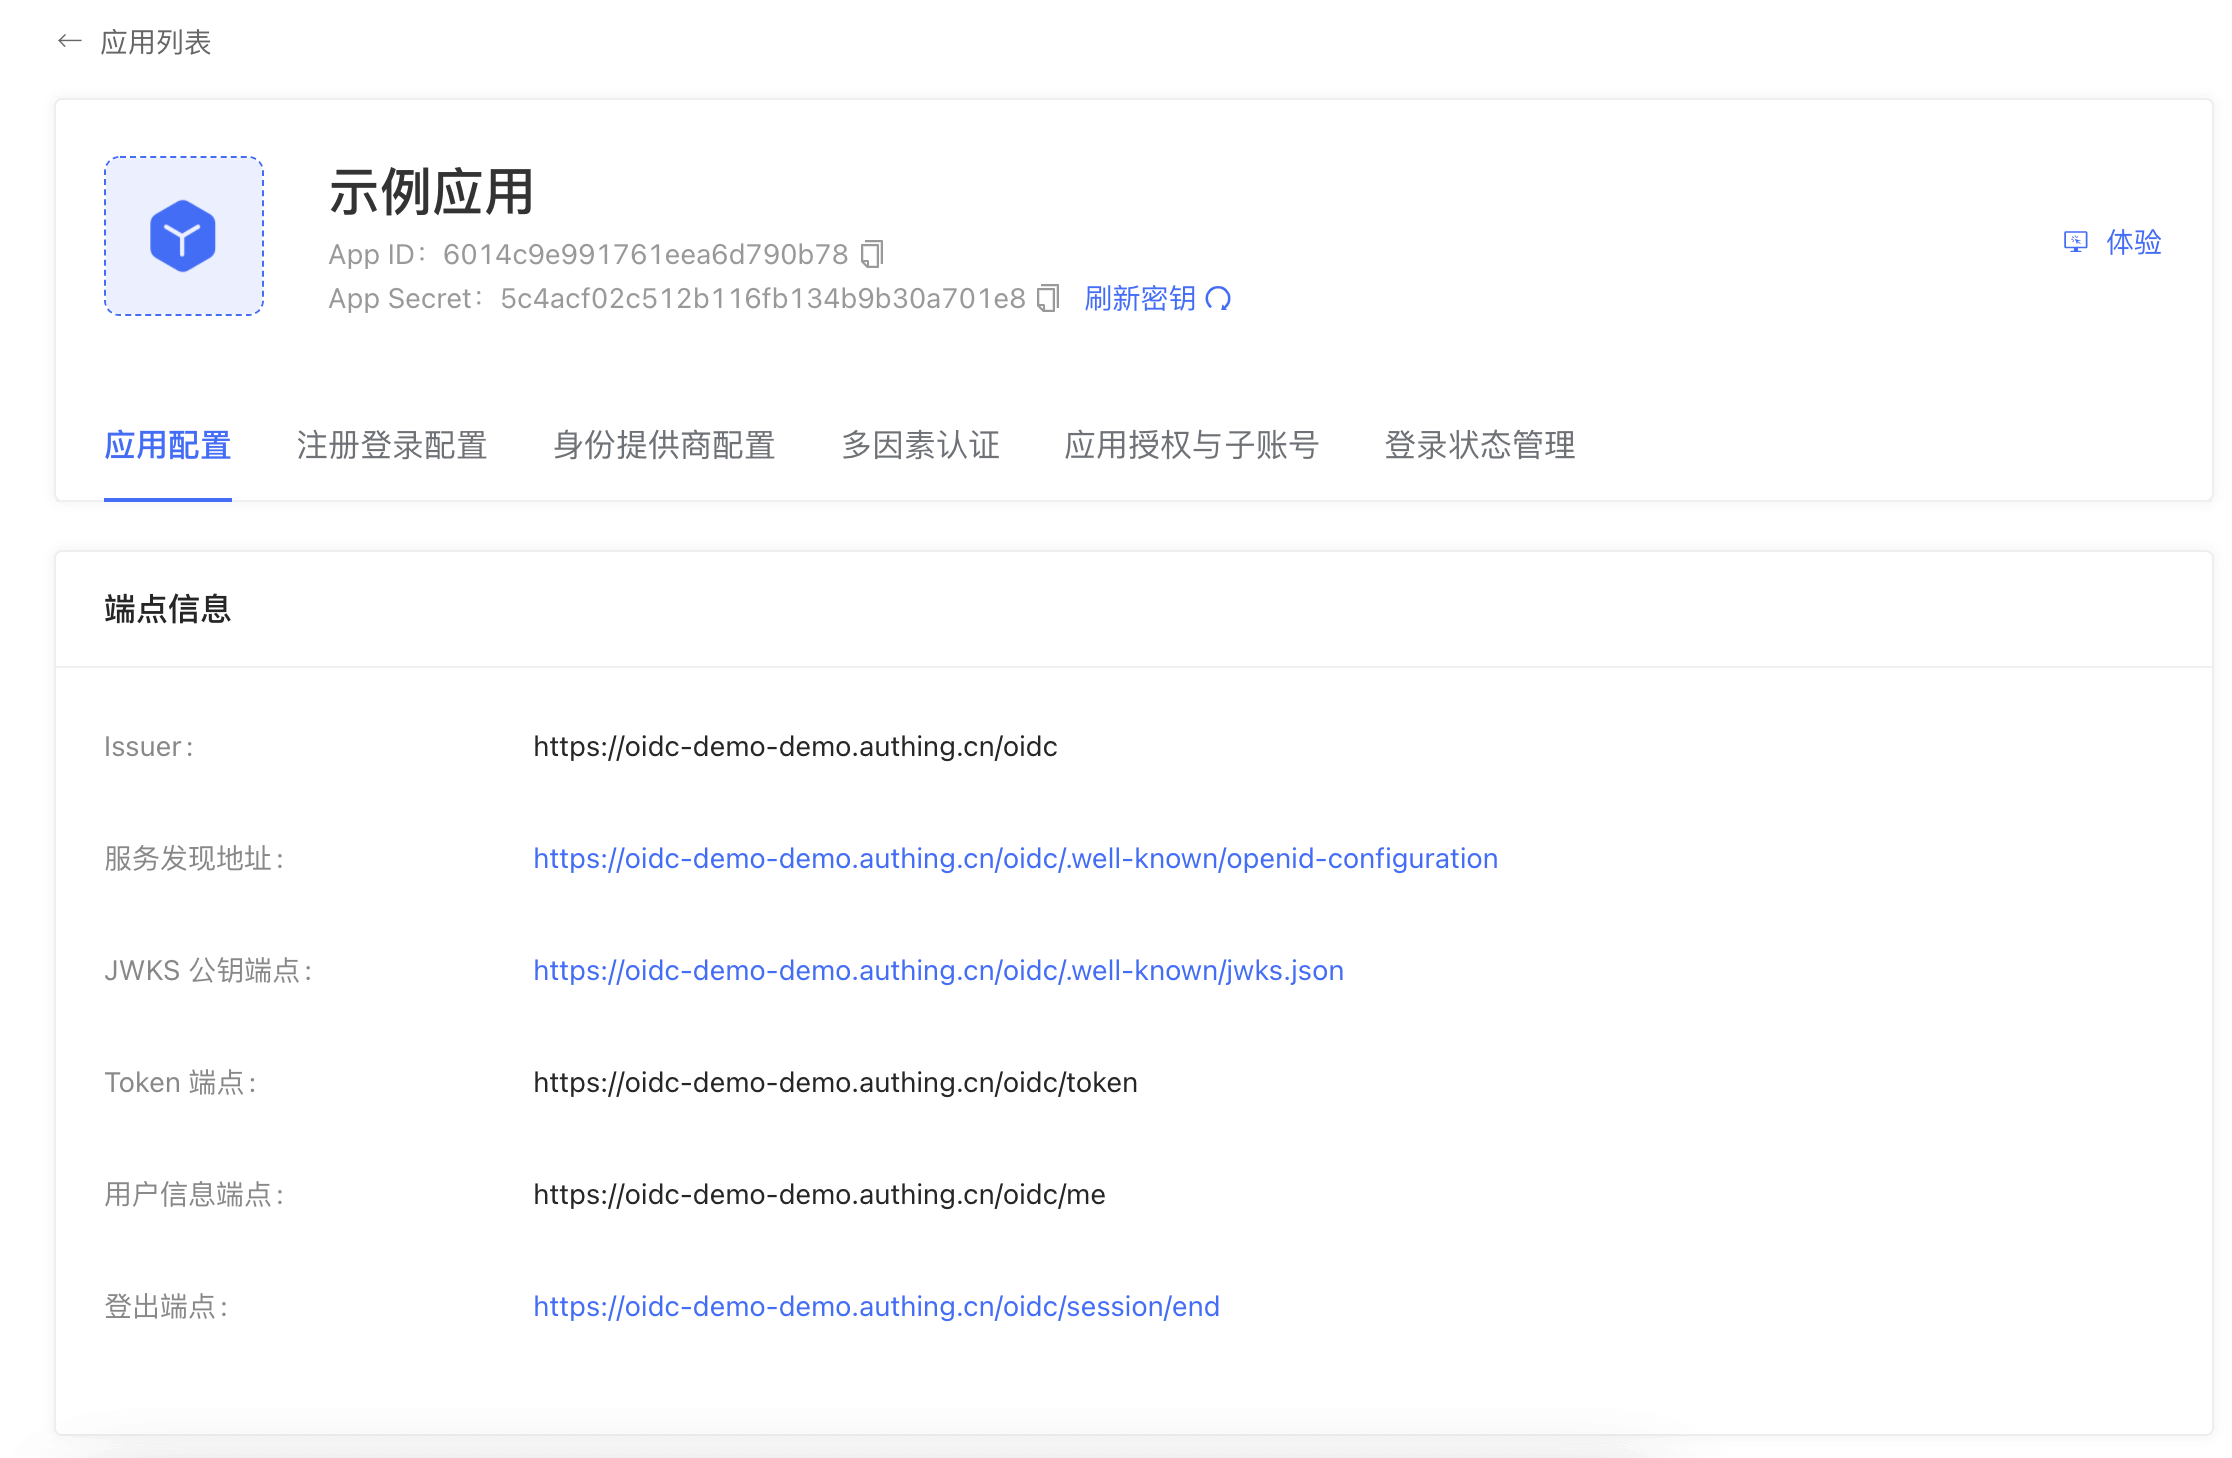 ← 应用列表
示例应用
App ID：6014c9e991761eea6d790b78
App Secret：5c4acf02c512b116fb134b9b30a701e8 刷新密钥
体验
应用配置 注册登录配置 身份提供商配置 多因素认证 应用授权与子账号 登录状态管理
端点信息
Issuer： https://oidc-demo-demo.authing.cn/oidc
服务发现地址： https://oidc-demo-demo.authing.cn/oidc/.well-known/openid-configuration
JWKS 公钥端点： https://oidc-demo-demo.authing.cn/oidc/.well-known/jwks.json
Token 端点： https://oidc-demo-demo.authing.cn/oidc/token
用户信息端点： https://oidc-demo-demo.authing.cn/oidc/me
登出端点： https://oidc-demo-demo.authing.cn/oidc/session/end